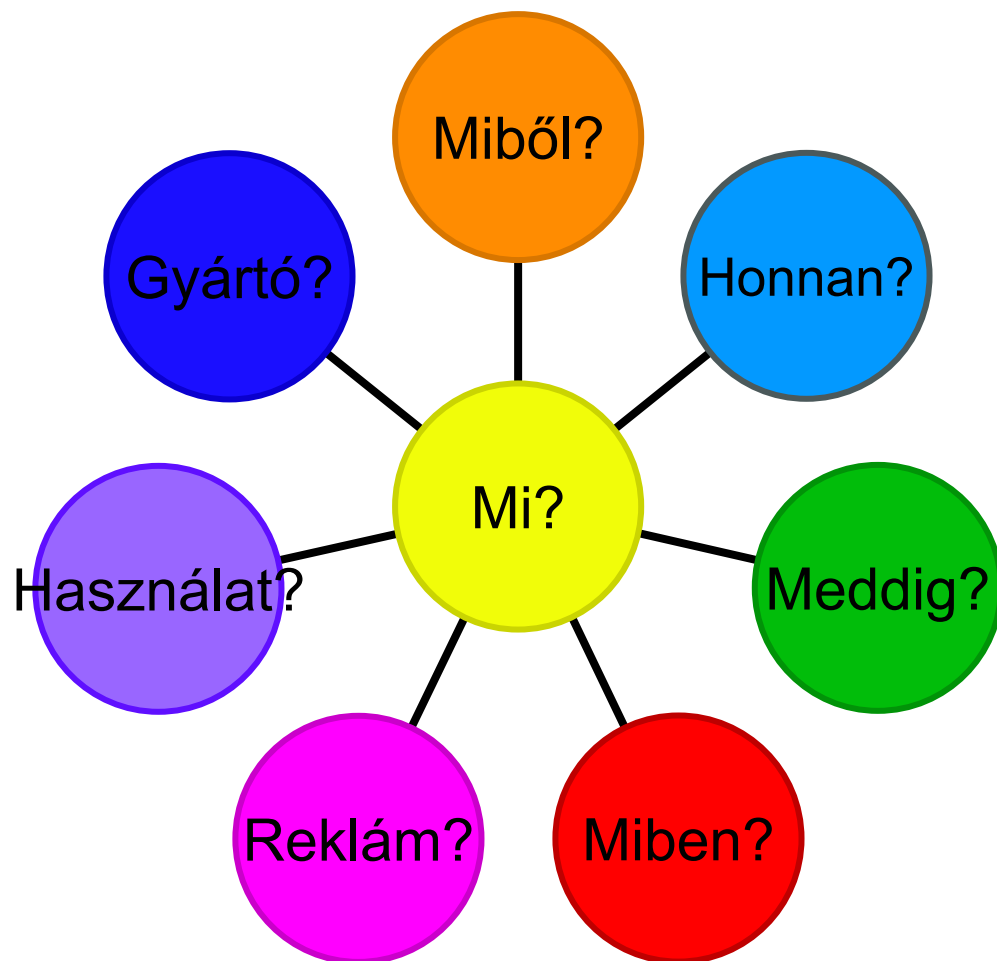 Miből?
Gyártó?
Honnan?
Mi?
Használat?
Meddig?
Reklám?
Miben?